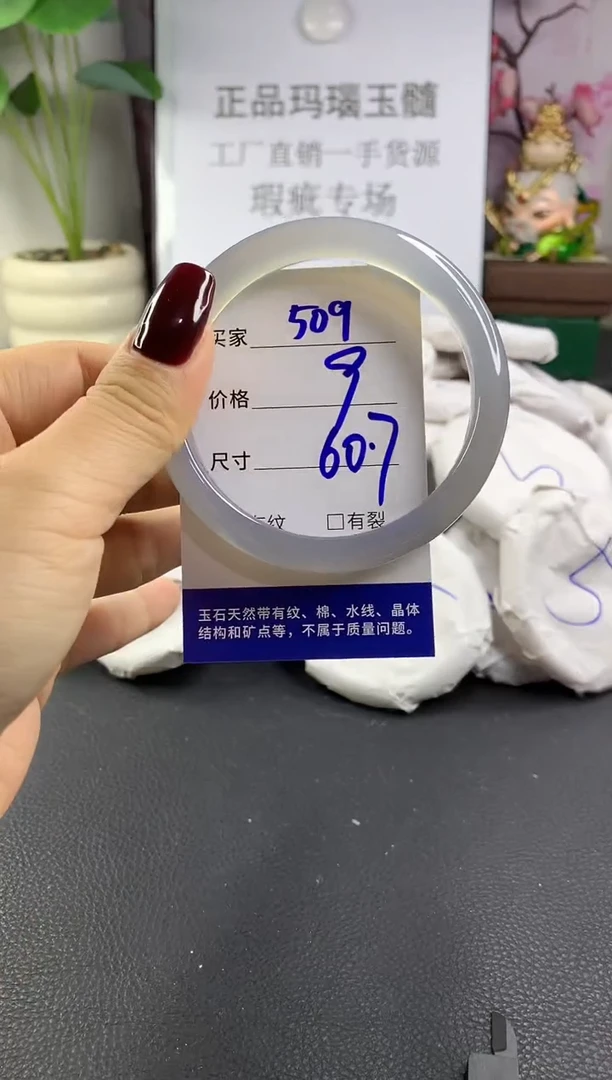 正品玛瑙玉髓
工厂直销一手货源
瑕疵专场
买家 509
价格
尺寸 60.7
有纹 □有裂
玉石天然带有纹、棉、水线、晶体
结构和矿点等，不属于质量问题。